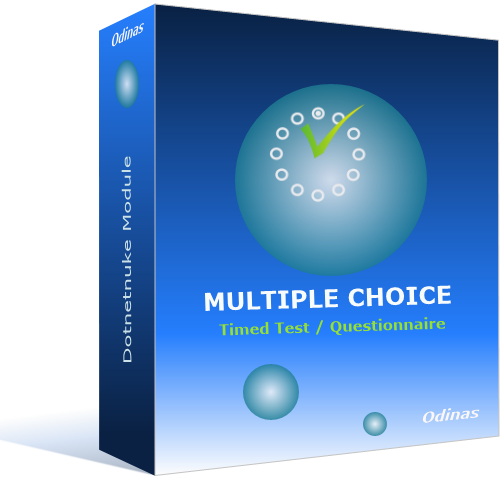 Odinas
Dotnetnuke Module
MULTIPLE CHOICE
Timed Test / Questionnaire
Odinas